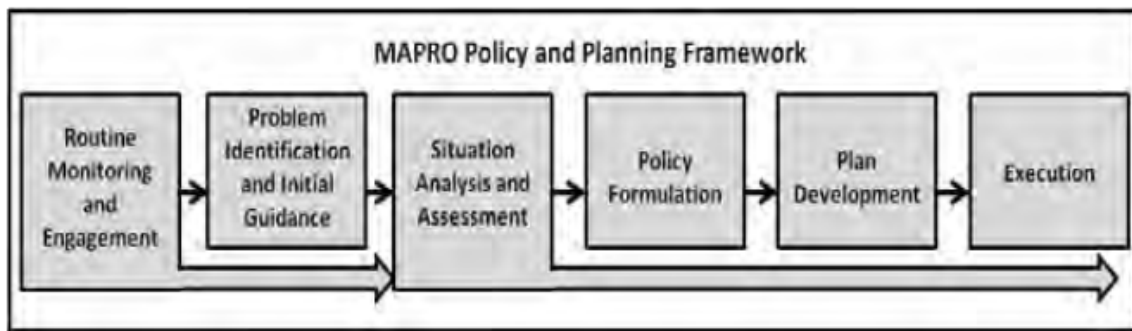 MAPRO Policy and Planning Framework
Routine
Monitoring
and
Engagement
Problem
Identification
and Initial
Guidance
Situation
Analysis and
Assessment
Policy
Formulation
Plan
Development
Execution